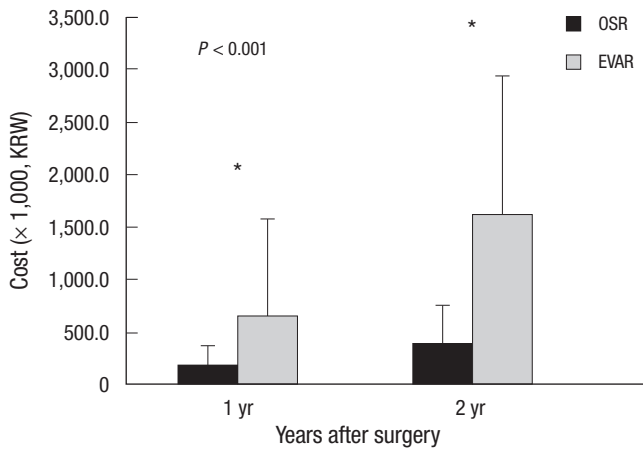 3,500.0
3,000.0
2,500.0
2,000.0
1,500.0
1,000.0
500.0
0
Cost (× 1,000, KRW)
P < 0.001
*
*
OSR
EVAR
1 yr
2 yr
Years after surgery